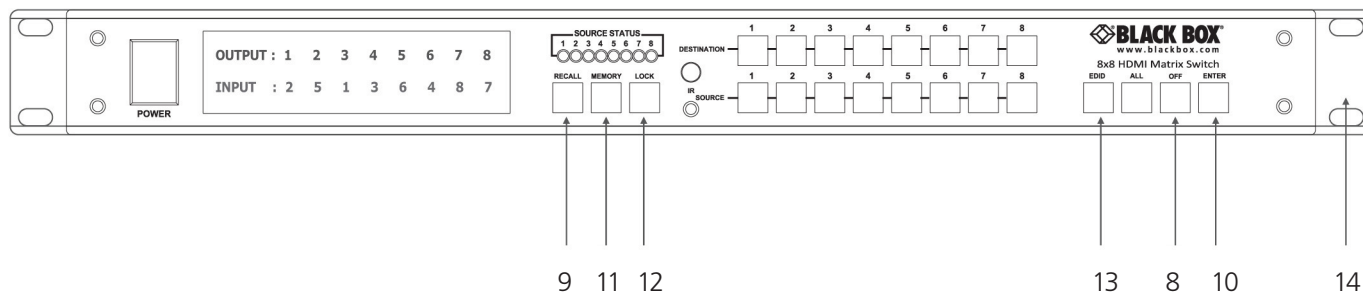 POWER
OUTPUT : 1 2 3 4 5 6 7 8
INPUT : 2 5 1 3 6 4 8 7
SOURCE STATUS
1 2 3 4 5 6 7 8
RECALL MEMORY LOCK
IR
1 2 3 4 5 6 7 8
DESTINATION
1 2 3 4 5 6 7 8
SOURCE
BLACK BOX®
www.blackbox.com
8x8 HDMI Matrix Switch
EDID ALL OFF ENTER
9 11 12 13 8 10 14